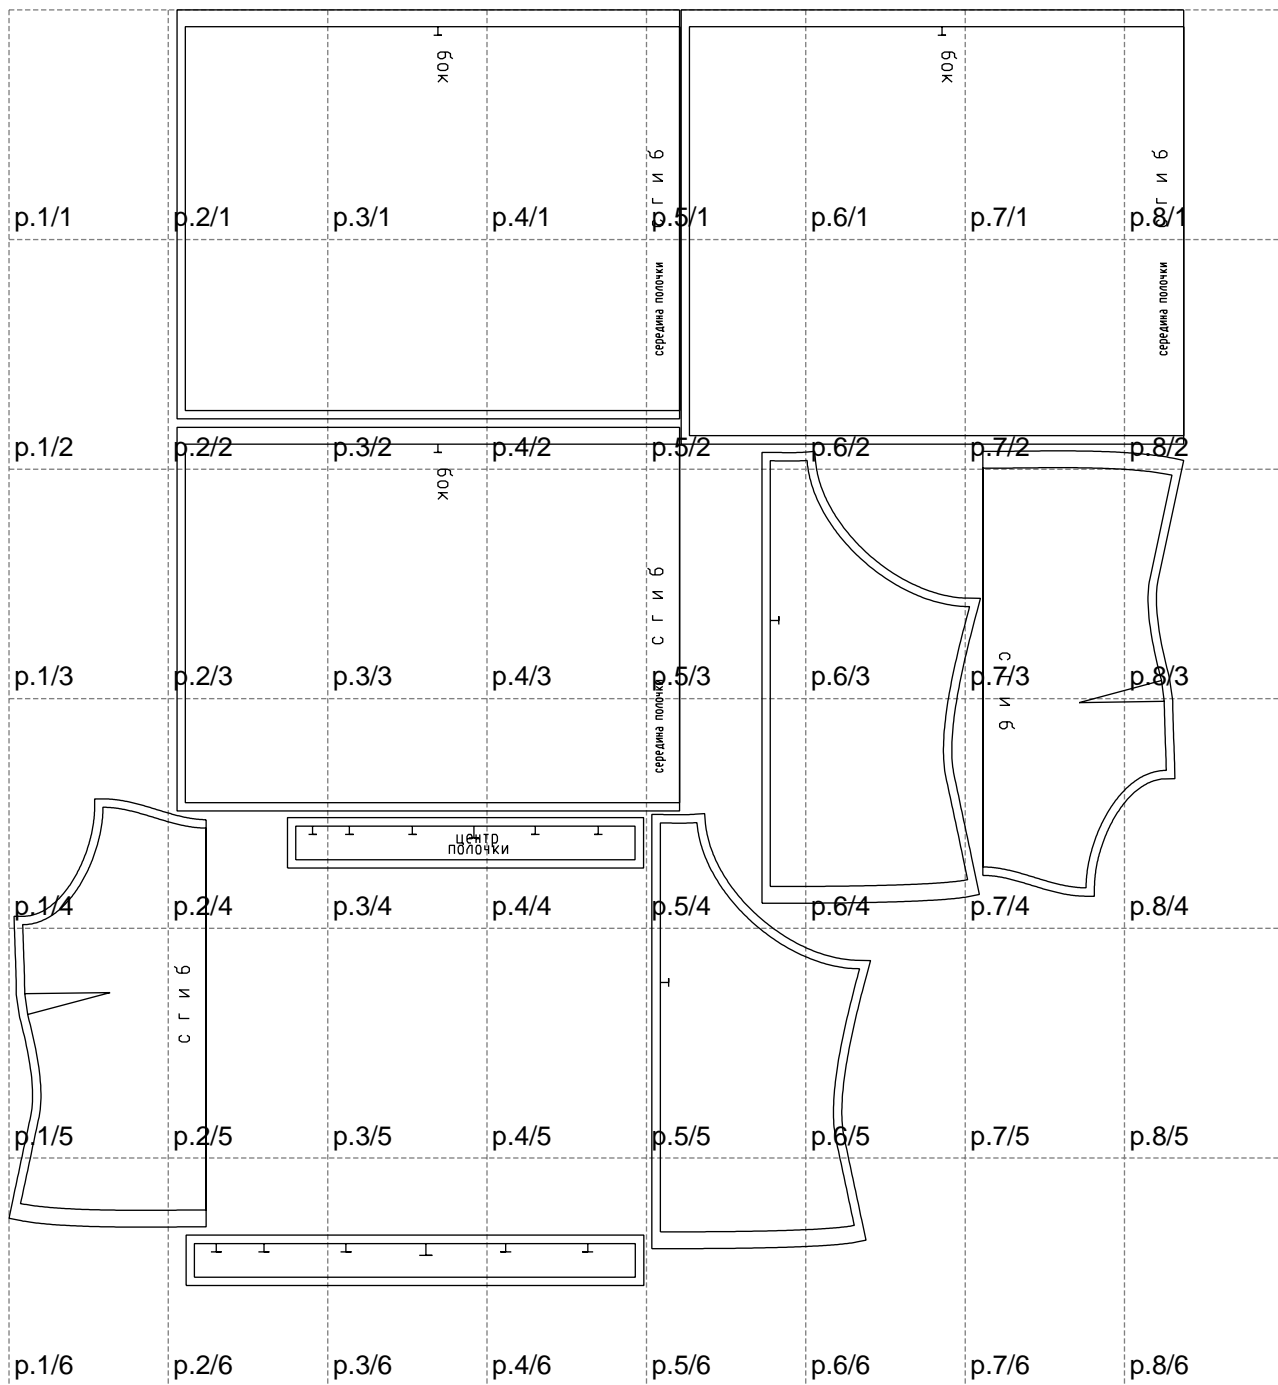 бок
бок
с г и б
с г и б
p.1/1
p.2/1
p.3/1
p.4/1
p.5/1
p.6/1
p.7/1
p.8/1
середина полочки
середина полочки
p.1/2
p.2/2
p.3/2
p.4/2
p.5/2
p.6/2
p.7/2
p.8/2
бок
с г и б
с г и б
p.1/3
p.2/3
p.3/3
p.4/3
p.5/3
p.6/3
p.7/3
p.8/3
середина полочки
центр
полочки
p.1/4
p.2/4
p.3/4
p.4/4
p.5/4
p.6/4
p.7/4
p.8/4
с г и б
p.1/5
p.2/5
p.3/5
p.4/5
p.5/5
p.6/5
p.7/5
p.8/5
p.1/6
p.2/6
p.3/6
p.4/6
p.5/6
p.6/6
p.7/6
p.8/6